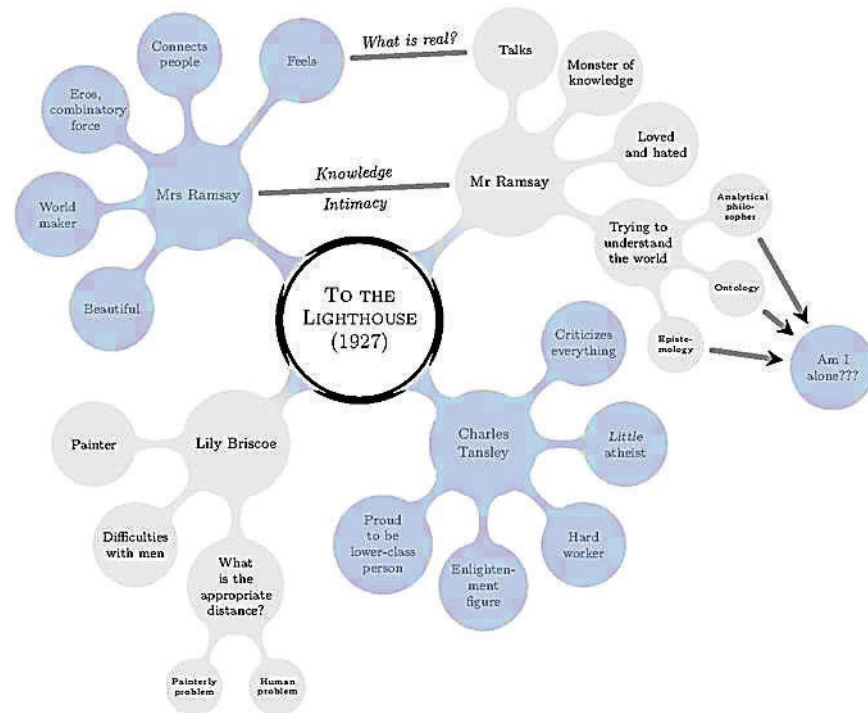 Connects
people
Feels
What is real?
Talks
Monster of
knowledge
Eros,
combinatory
force
Loved
and hated
World
maker
Mrs Ramsay
Knowledge
Intimacy
Mr Ramsay
Beautiful
Trying to
understand
the world
Analytical
philo-
sopher
Ontology
Episte-
mology
Am I
alone???
TO THE
LIGHTHOUSE
(1927)
Criticizes
everything
Painter
Lily Briscoe
Charles
Tansley
Little
atheist
Difficulties
with men
What
is the
appropriate
distance?
Proud
to be
lower-class
person
Enlighten-
ment
figure
Hard
worker
Painterly
problem
Human
problem